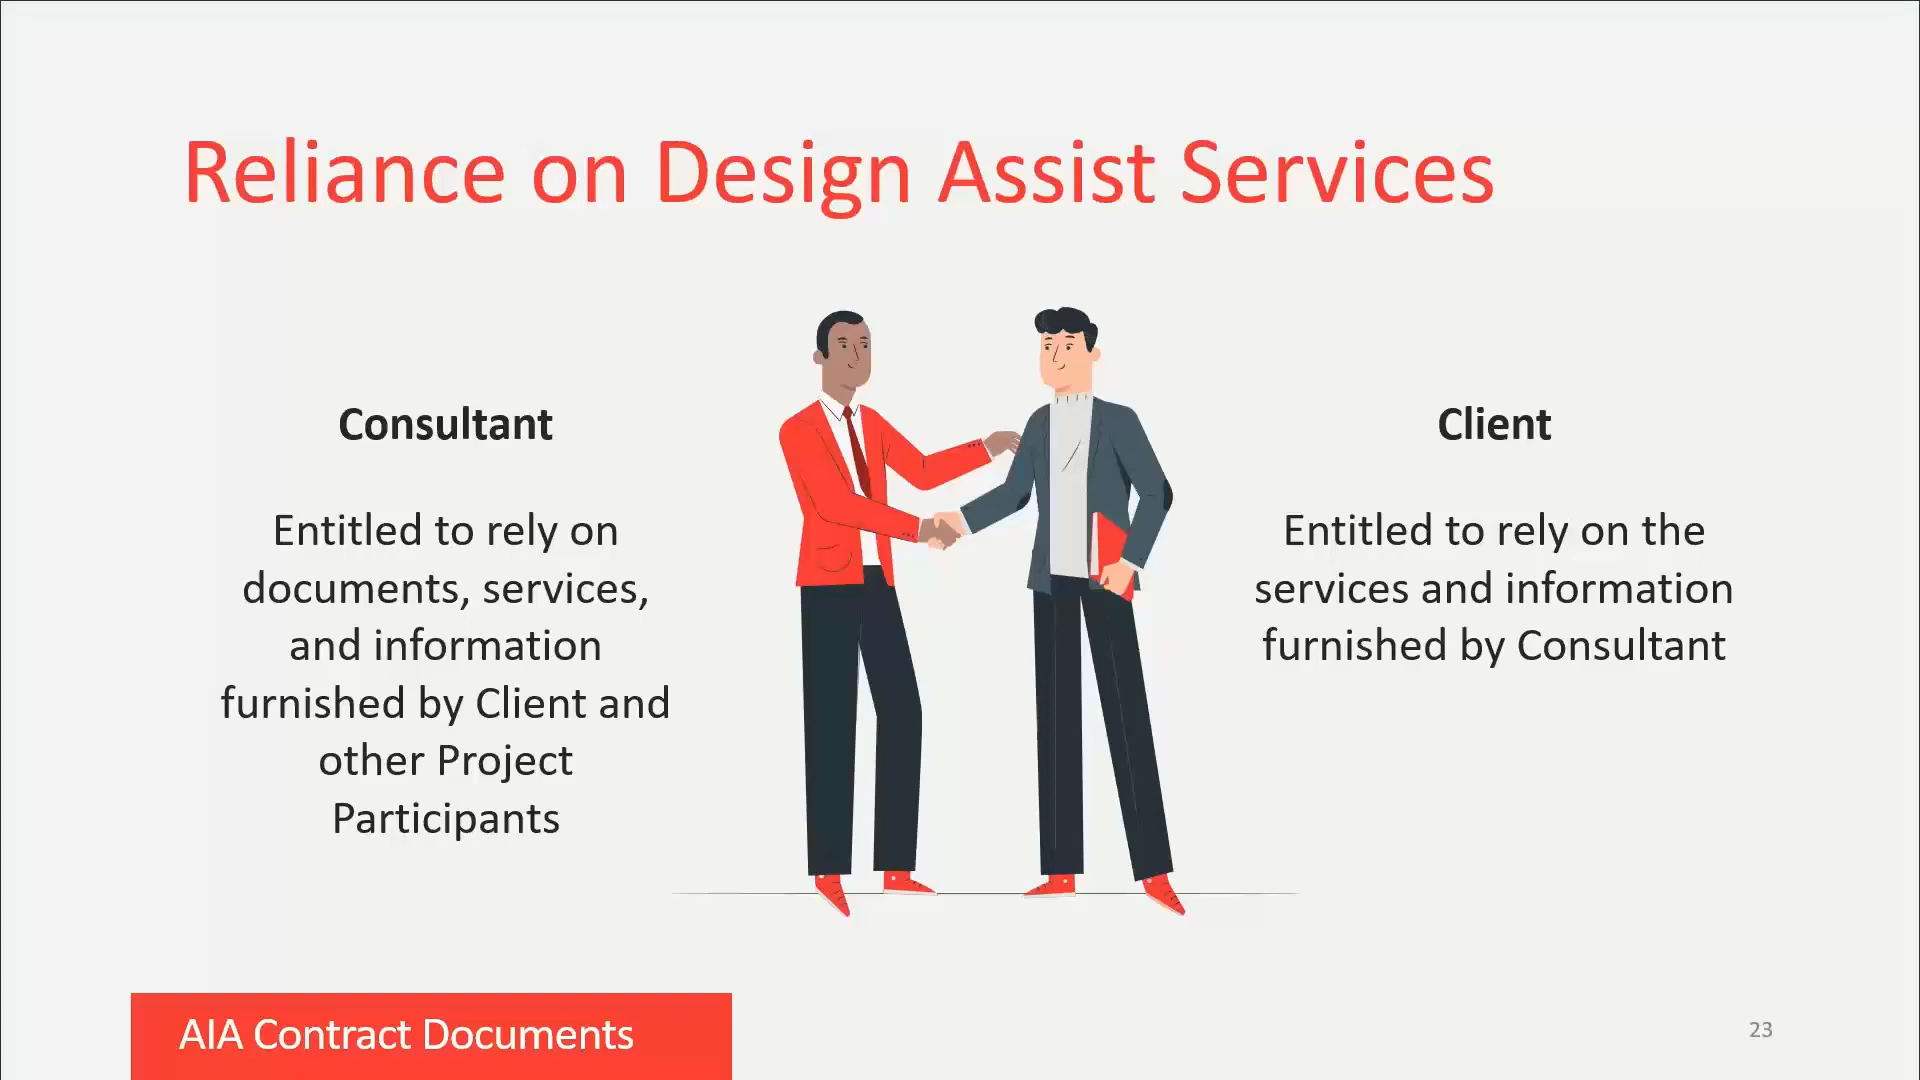 Reliance on Design Assist Services
Consultant
Entitled to rely on
documents, services,
and information
furnished by Client and
other Project
Participants
Client
Entitled to rely on the
services and information
furnished by Consultant
AIA Contract Documents
23